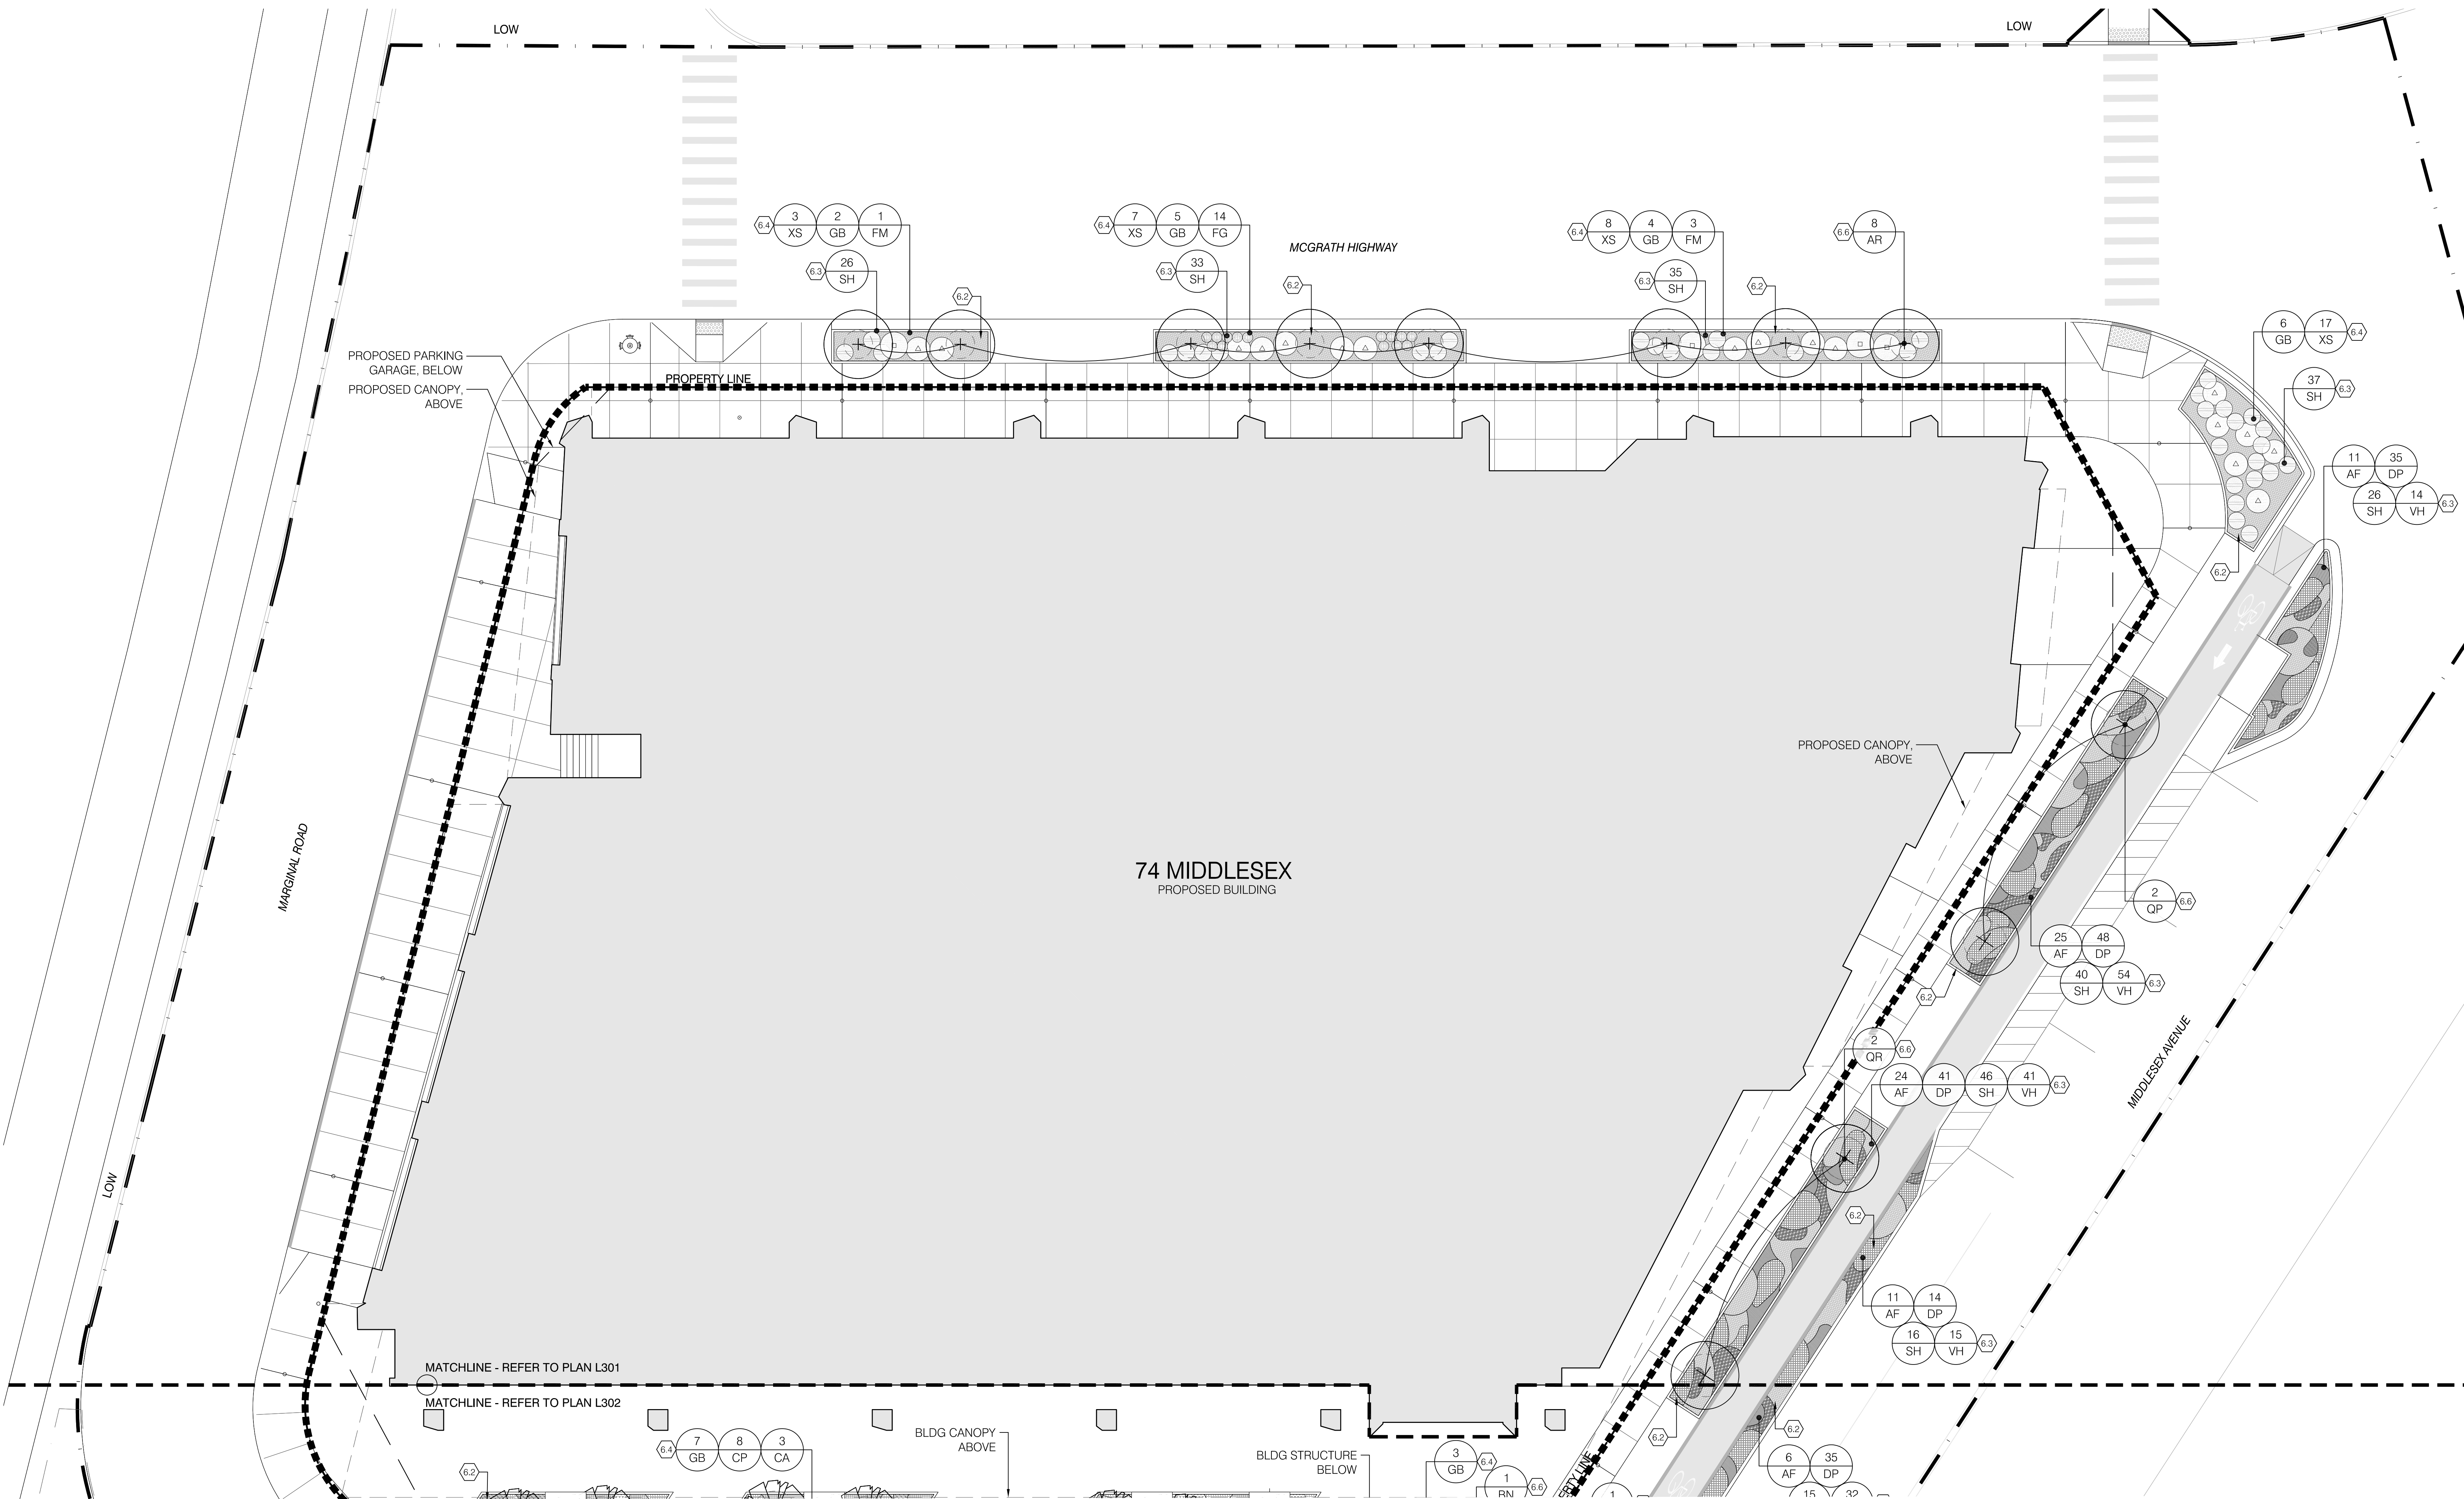 LOW
LOW
3 XS 2 GB 1 FM 6.4
26 SH 6.3
6.2
7 XS 5 GB 14 FG 6.4
33 SH 6.3
6.2
MCGRATH HIGHWAY
8 XS 4 GB 3 FM 6.4
35 SH 6.3
6.2
8 AR 6.6
6 GB 17 XS 6.4
37 SH 6.3
11 AF 35 DP
26 SH 14 VH 6.3
6.2
PROPOSED PARKING
GARAGE, BELOW
PROPOSED CANOPY,
ABOVE
PROPERTY LINE
PROPOSED CANOPY,
ABOVE
MARGINAL ROAD
74 MIDDLESEX
PROPOSED BUILDING
2 QP 6.6
25 AF 48 DP
40 SH 54 VH 6.3
6.2
2 QR 6.6
24 AF 41 DP 46 SH 41 VH 6.3
MIDDLESEX AVENUE
LOW
6.2
11 AF 14 DP
16 SH 15 VH 6.3
MATCHLINE - REFER TO PLAN L301
MATCHLINE - REFER TO PLAN L302
7 GB 8 CP 3 CA 6.4
6.2
BLDG CANOPY
ABOVE
BLDG STRUCTURE
BELOW
3 GB 6.4
1 BN 6.6
LINE
6.2
6.2
6 AF 35 DP
15 32
1